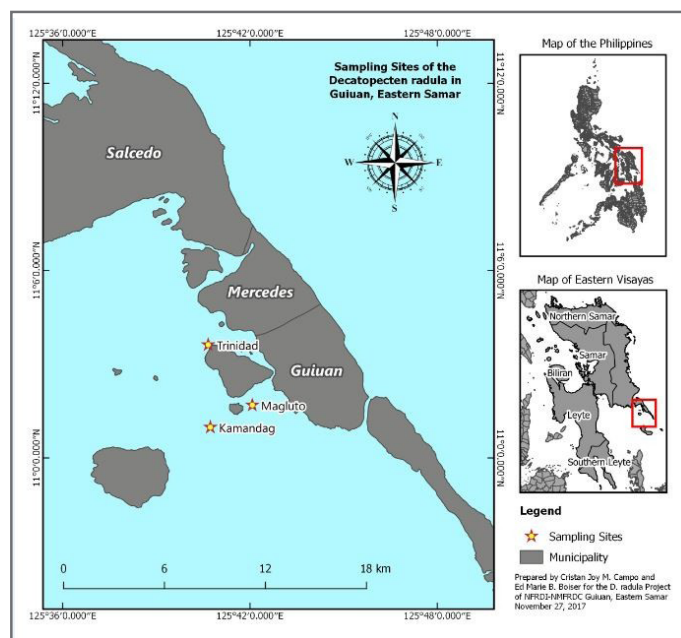 125°36'0.000"E
125°42'0.000"E
125°48'0.000"E
11°12'0.000"N
11°6'0.000"N
11°0'0.000"N
Sampling Sites of the
Decatopecten radula in
Guiuan, Eastern Samar
N
W
E
S
Salcedo
Mercedes
Guiuan
Trinidad
Magluto
Kamandag
0
6
12
18 km
11°12'0.000"N
11°6'0.000"N
11°0'0.000"N
125°36'0.000"E
125°42'0.000"E
125°48'0.000"E
Map of the Philippines
Map of Eastern Visayas
Northern Samar
Samar
Biliran
Leyte
Southern Leyte
Legend
Sampling Sites
Municipality
Prepared by Cristan Joy M. Campo and
Ed Marie B. Boiser for the D. radula Project
of NFRDI-NMFRDC Guiuan, Eastern Samar
November 27, 2017